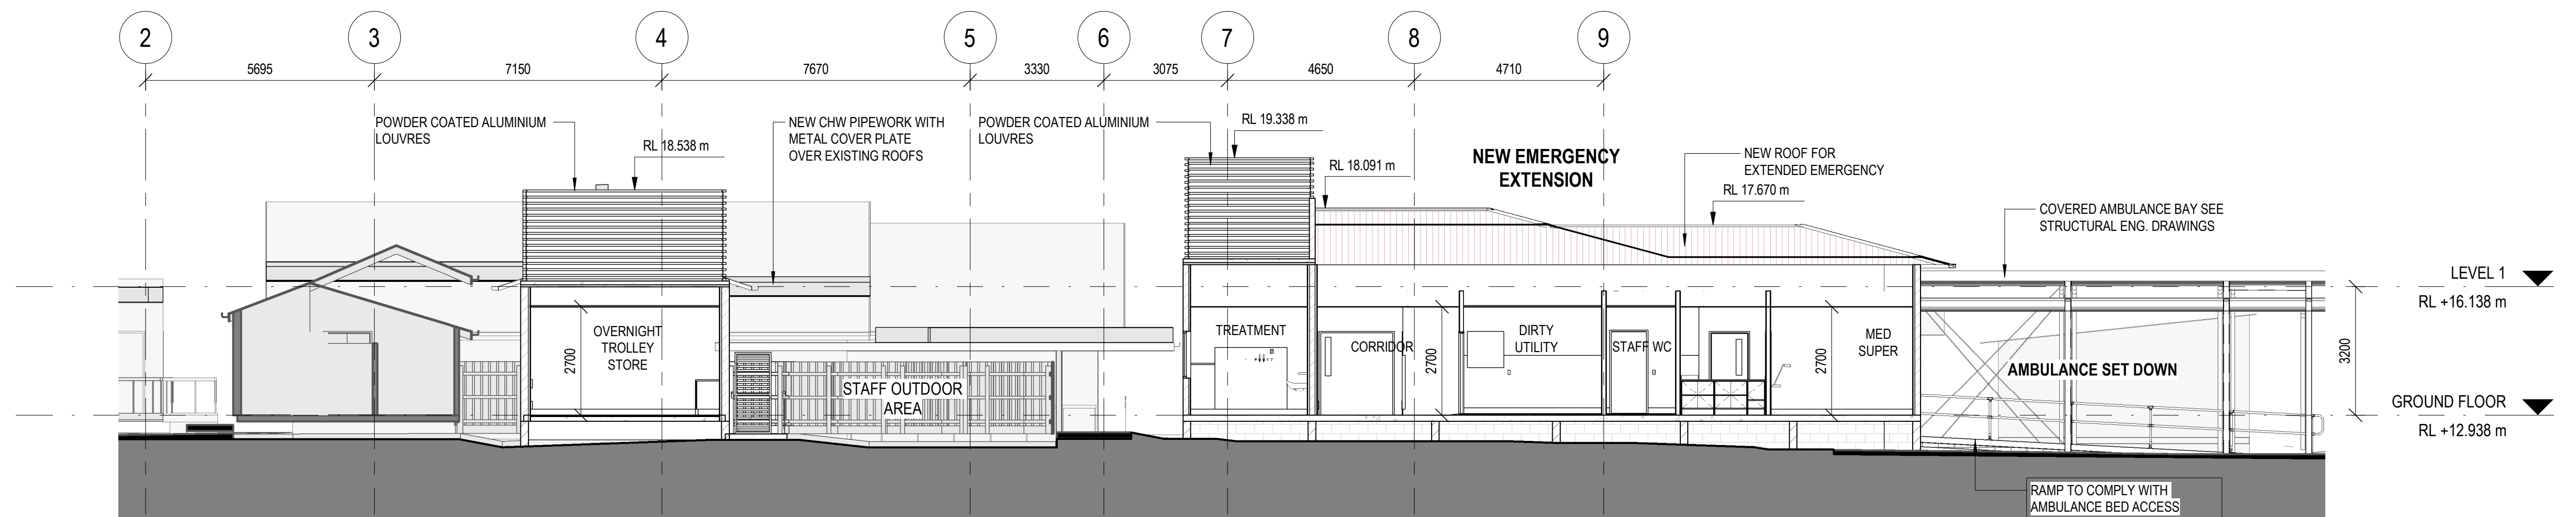 2
3
4
5
6
7
8
9
5695
7150
7670
3330
3075
4650
4710
POWDER COATED ALUMINIUM
LOUVRES
RL 18.538 m
NEW CHW PIPEWORK WITH
METAL COVER PLATE
OVER EXISTING ROOFS
POWDER COATED ALUMINIUM
LOUVRES
RL 19.338 m
RL 18.091 m
NEW EMERGENCY
EXTENSION
NEW ROOF FOR
EXTENDED EMERGENCY
RL 17.670 m
COVERED AMBULANCE BAY SEE
STRUCTURAL ENG. DRAWINGS
LEVEL 1
RL +16.138 m
OVERNIGHT
TROLLEY
STORE
2700
STAFF OUTDOOR
AREA
TREATMENT
CORRIDOR
2700
DIRTY
UTILITY
STAFF WC
2700
MED
SUPER
AMBULANCE SET DOWN
3200
GROUND FLOOR
RL +12.938 m
RAMP TO COMPLY WITH
AMBULANCE BED ACCESS